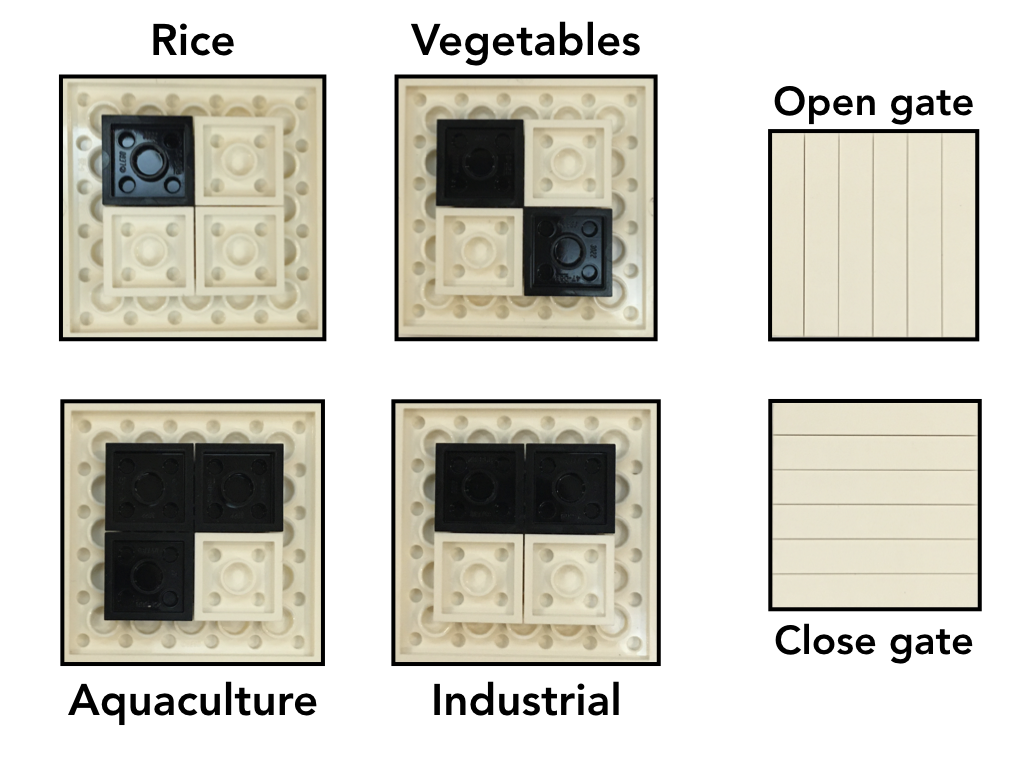 Rice
Vegetables
Open gate
Close gate
Aquaculture
Industrial